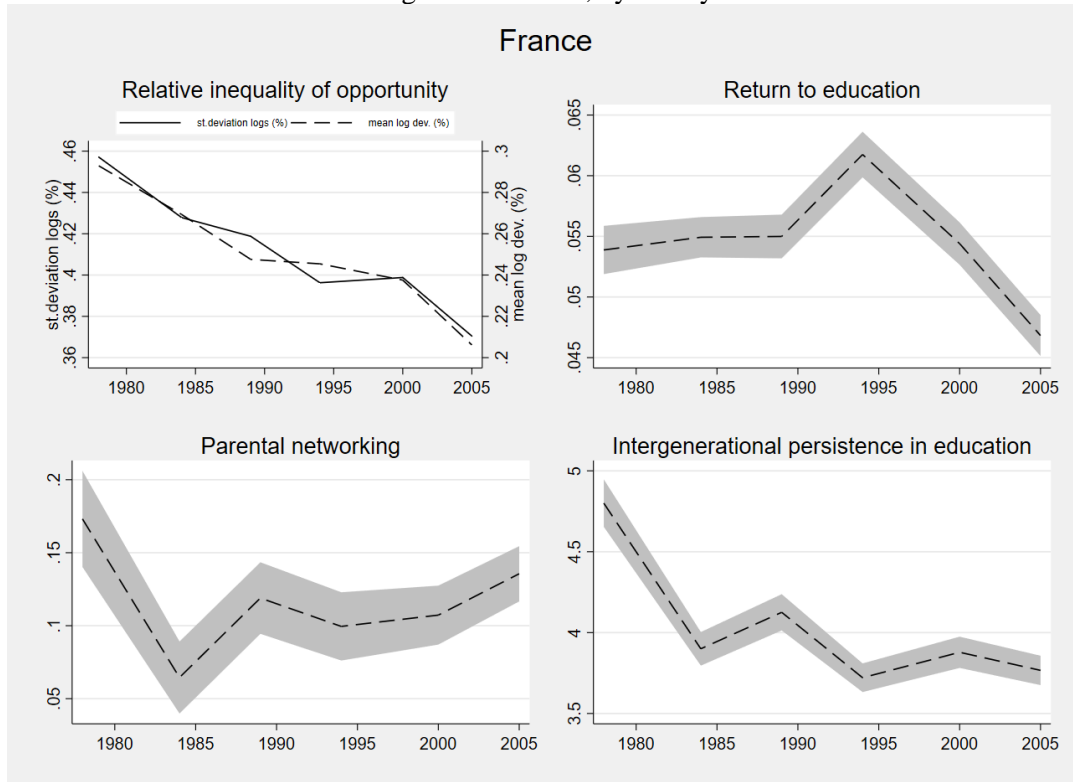 France
Relative inequality of opportunity
st.deviation logs (%) mean log dev. (%)
st.deviation logs (%)
.36 .38 .4 .42 .44 .46
mean log dev. (%)
.2 .22 .24 .26 .28 .3
1980 1985 1990 1995 2000 2005
Return to education
.045 .05 .055 .06 .065
1980 1985 1990 1995 2000 2005
Parental networking
.05 .1 .15 .2
1980 1985 1990 1995 2000 2005
Intergenerational persistence in education
3.5 4 4.5 5
1980 1985 1990 1995 2000 2005